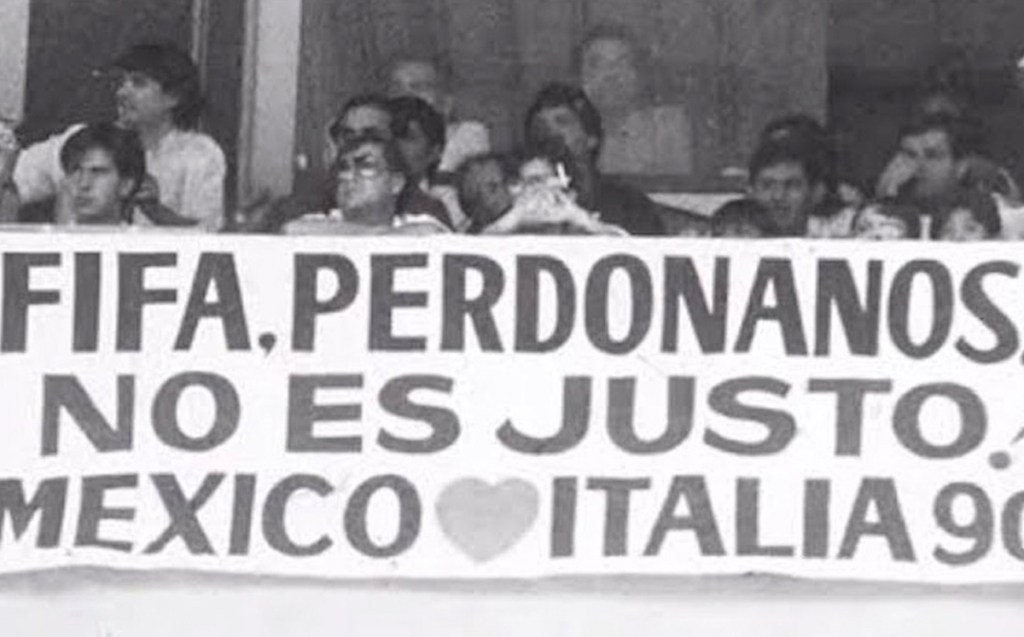 FIFA, PERDONANOS,
NO ES JUSTO!
MEXICO ♥ ITALIA 90